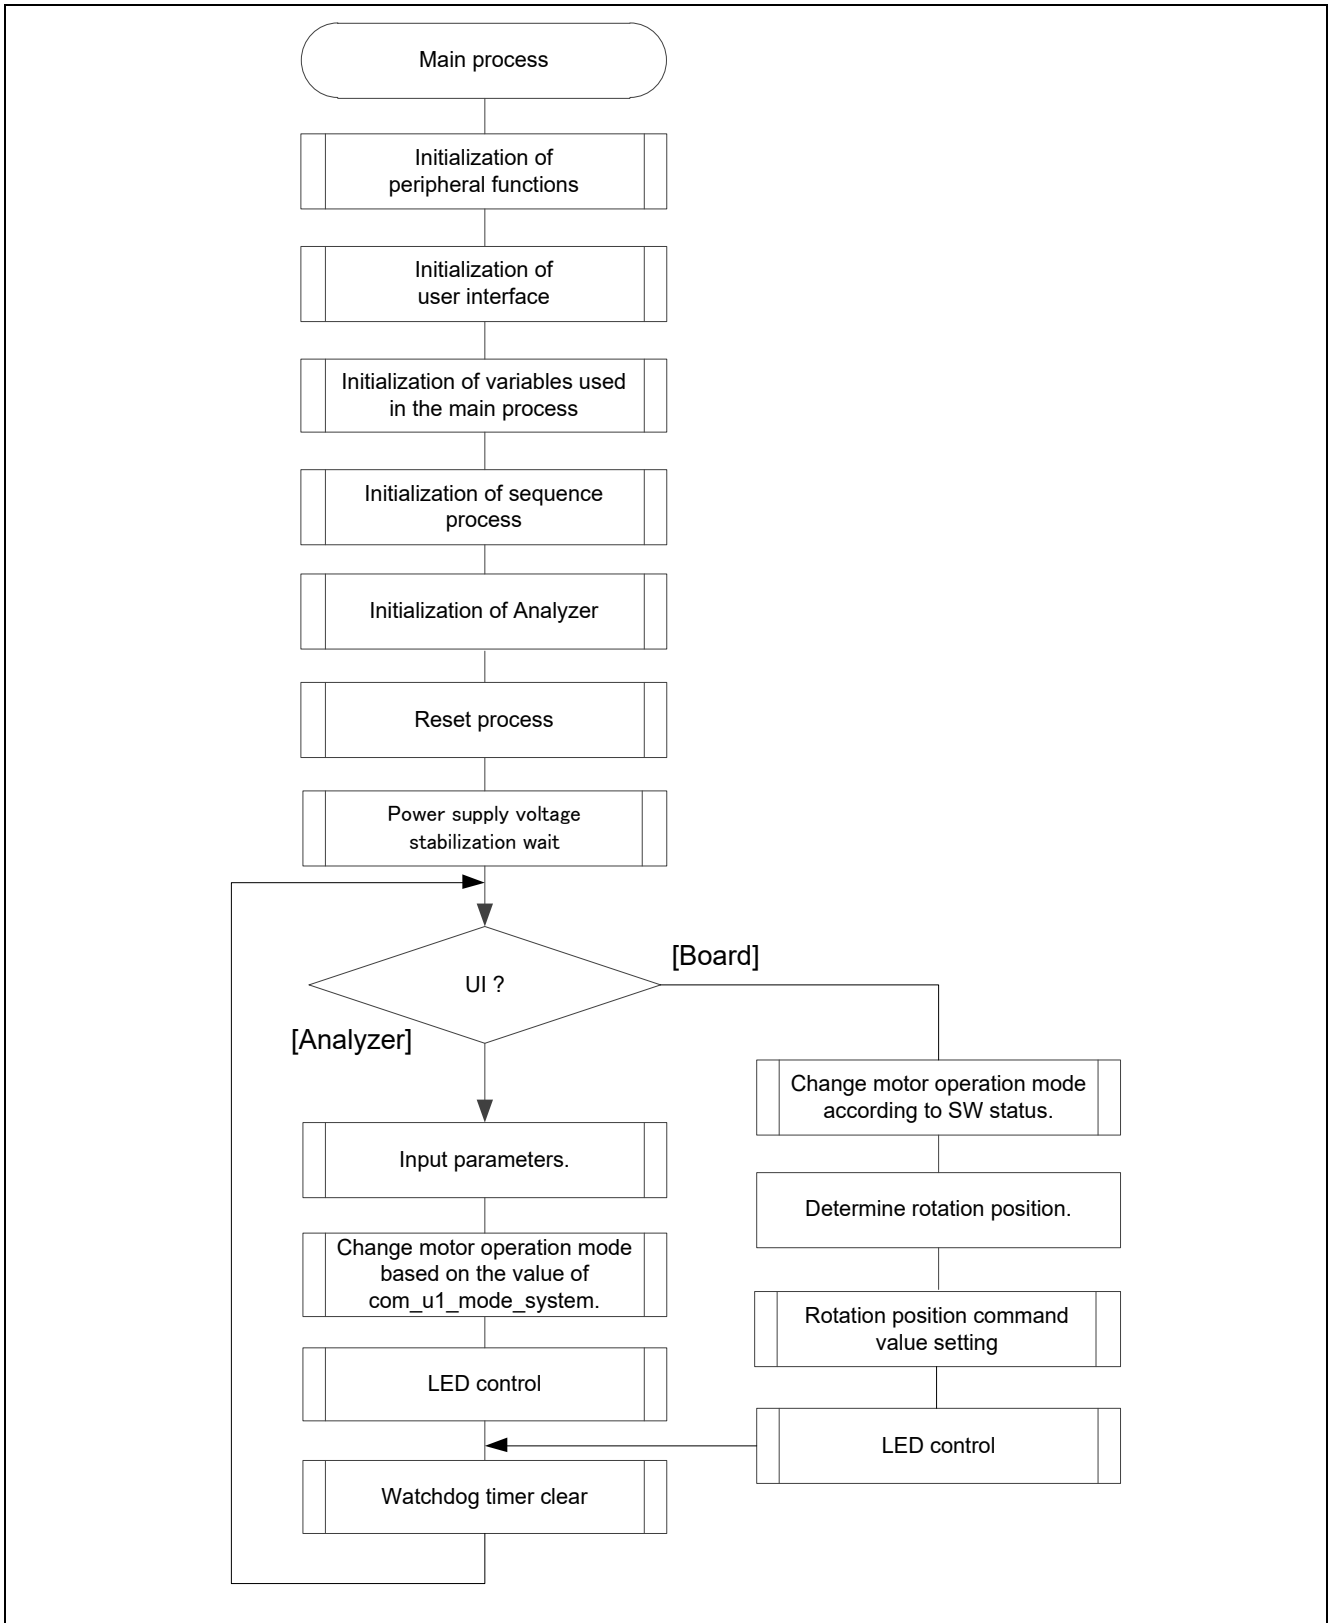 Main process
Initialization of
peripheral functions
Initialization of
user interface
Initialization of variables used
in the main process
Initialization of sequence
process
Initialization of Analyzer
Reset process
Power supply voltage
stabilization wait
UI ?
[Board]
[Analyzer]
Input parameters.
Change motor operation mode
based on the value of
com_u1_mode_system.
LED control
Change motor operation mode
according to SW status.
Determine rotation position.
Rotation position command
value setting
LED control
Watchdog timer clear